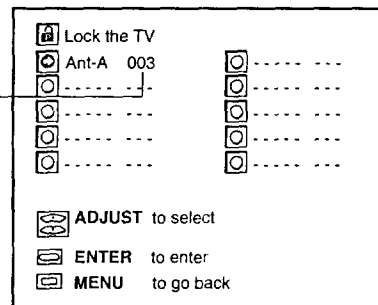 Lock the TV
Ant-A 003 ----- ---
----- --- ----- ---
----- --- ----- ---
----- --- ----- ---
----- --- ----- ---
ADJUST to select
ENTER to enter
MENU to go back